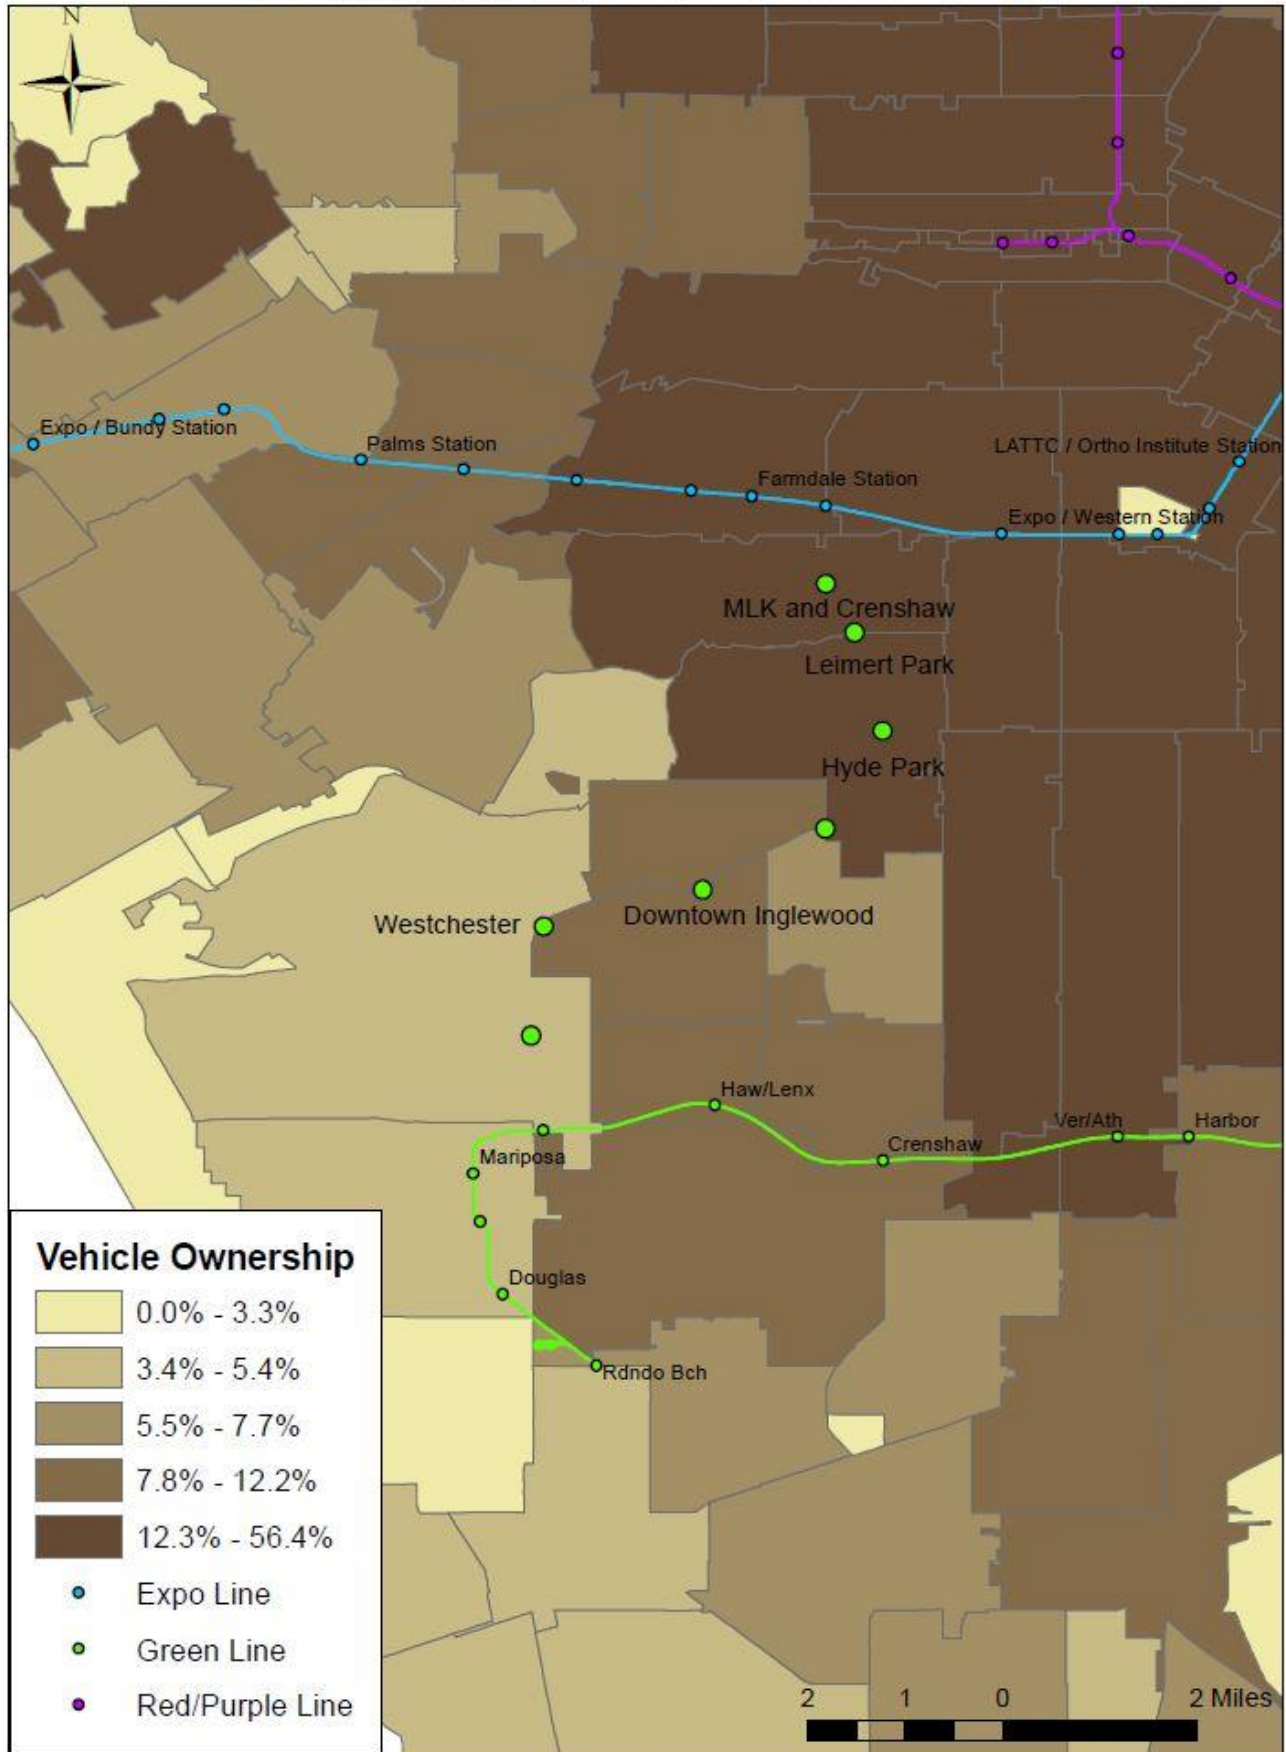 N
Expo / Bundy Station
Palms Station
LATTC / Ortho Institute Station
Farmdale Station
Expo / Western Station
MLK and Crenshaw
Leimert Park
Hyde Park
Downtown Inglewood
Westchester
Haw/Lenx
Ver/Ath
Harbor
Crenshaw
Mariposa
Douglas
Rdndo Bch
Vehicle Ownership
0.0% - 3.3%
3.4% - 5.4%
5.5% - 7.7%
7.8% - 12.2%
12.3% - 56.4%
Expo Line
Green Line
Red/Purple Line
2 1 0 2 Miles